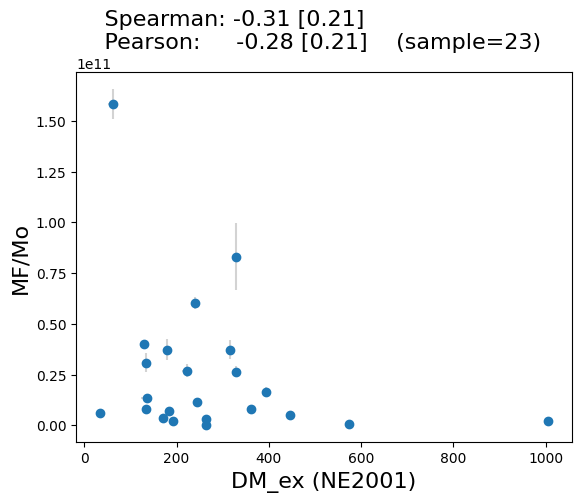 Spearman: -0.31 [0.21]
Pearson: -0.28 [0.21] (sample=23)
1e11
1.50
1.25
1.00
0.75
0.50
0.25
0.00
MF/Mo
0 200 400 600 800 1000
DM_ex (NE2001)